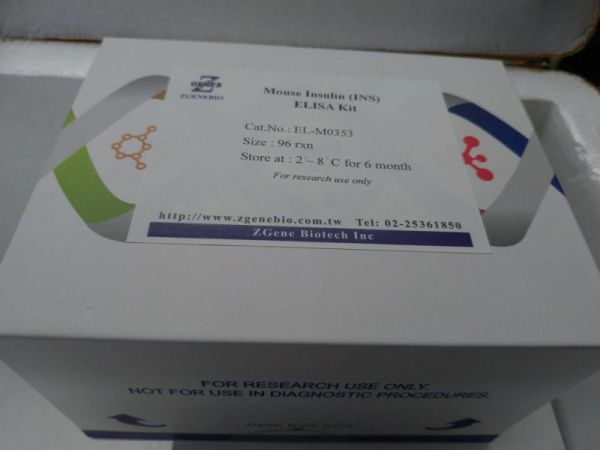 Z
GENES
ZGENEBIO
Mouse Insulin (INS)
ELISA Kit
Cat.No.: EL-M0353
Size : 96 rxn
Store at : 2°– 8°C for 6 month
For research use only
http://www.zgenebio.com.tw Tel: 02-25361850
ZGene Biotech Inc
FOR RESEARCH USE ONLY.
NOT FOR USE IN DIAGNOSTIC PROCEDURES
Open from here